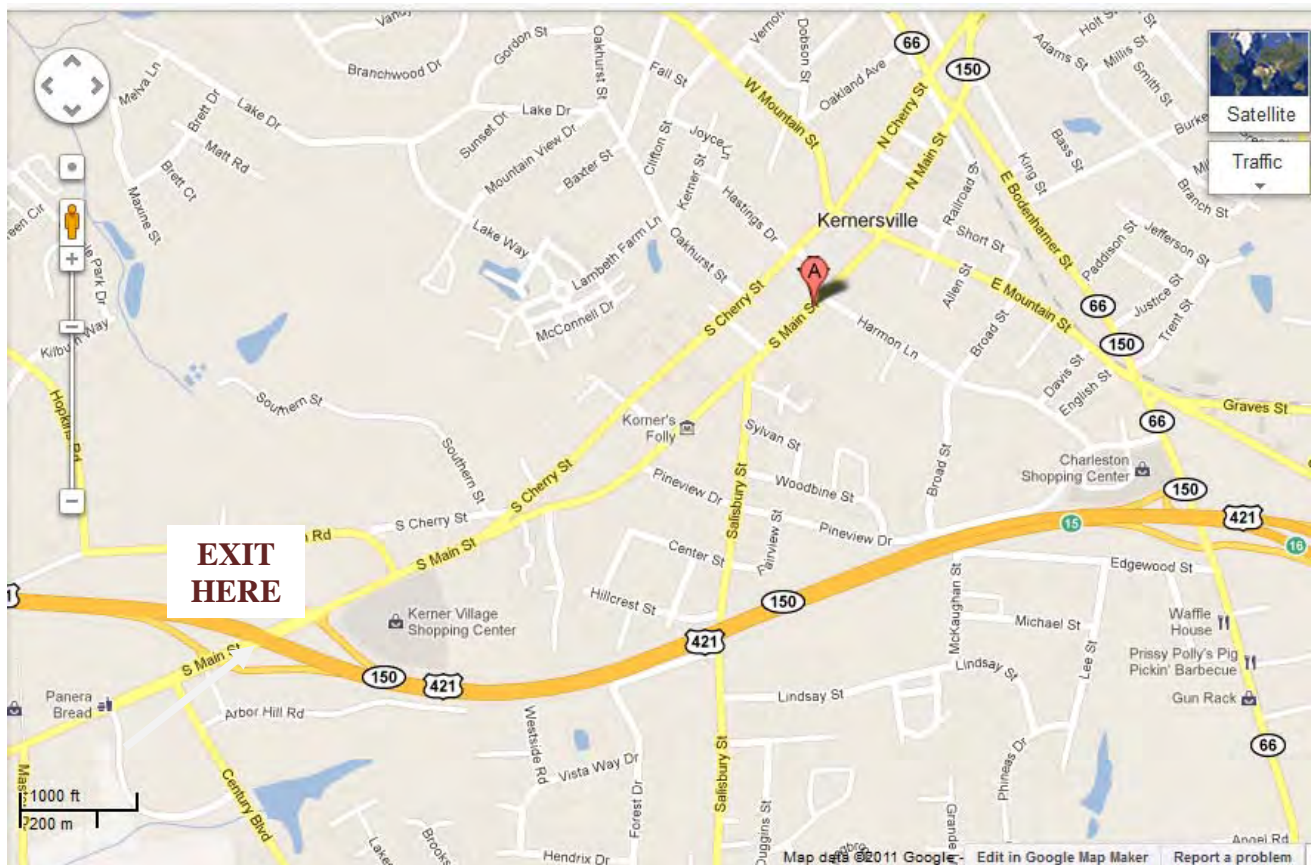 Vernon
Gordon St
Oakhurst St
Dobson St
66
Holt St
Adams St
Millis St
Branchwood Dr
Fall St
Oakland Ave
150
Smith St
Melva Ln
Lake Dr
W Mountain St
N Cherry St
Satellite
Brett Dr
Sunset Dr
Lake Dr
Clifton St
Joyce Ln
Bass St
Matt Rd
Mountain View Dr
Baxter St
Kerner St
N Main St
King St
Traffic
Brett Ct
Maxine St
Hastings Dr
Railroad St
E Bodenhamer St
Branch St
Lake Way
Lambeth Farm Ln
Oakhurst St
Kernersville
Short St
Paddison St
Jefferson St
A
Allen St
E Mountain St
Justice St
McConnell Dr
S Cherry St
S Main St
Harmon Ln
Broad St
66
Trent St
150
Davis St
English St
Southern St
Korner's
Folly
Sylvan St
Graves St
66
Southern St
S Cherry St
Salisbury St
Woodbine St
Broad St
Charleston
Shopping Center
Pineview Dr
150
S Cherry St
Pineview Dr
15
421
16
EXIT
HERE
Rd
S Main St
Center St
Fairview St
Edgewood St
Hillcrest St
150
McKaughan St
Kerner Village
Shopping Center
Michael St
Waffle
House
421
Lee St
S Main St
Prissy Polly's Pig
Pickin' Barbecue
150
421
Lindsay St
Lindsay St
Panera
Bread
Arbor Hill Rd
Gun Rack
Westside Rd
66
Century Blvd
Vista Way Dr
Forest Dr
Salisbury St
Phineas Dr
1000 ft
200 m
Hendrix Dr
Angel Rd
Map data ©2011 Google - Edit in Google Map Maker Report a problem